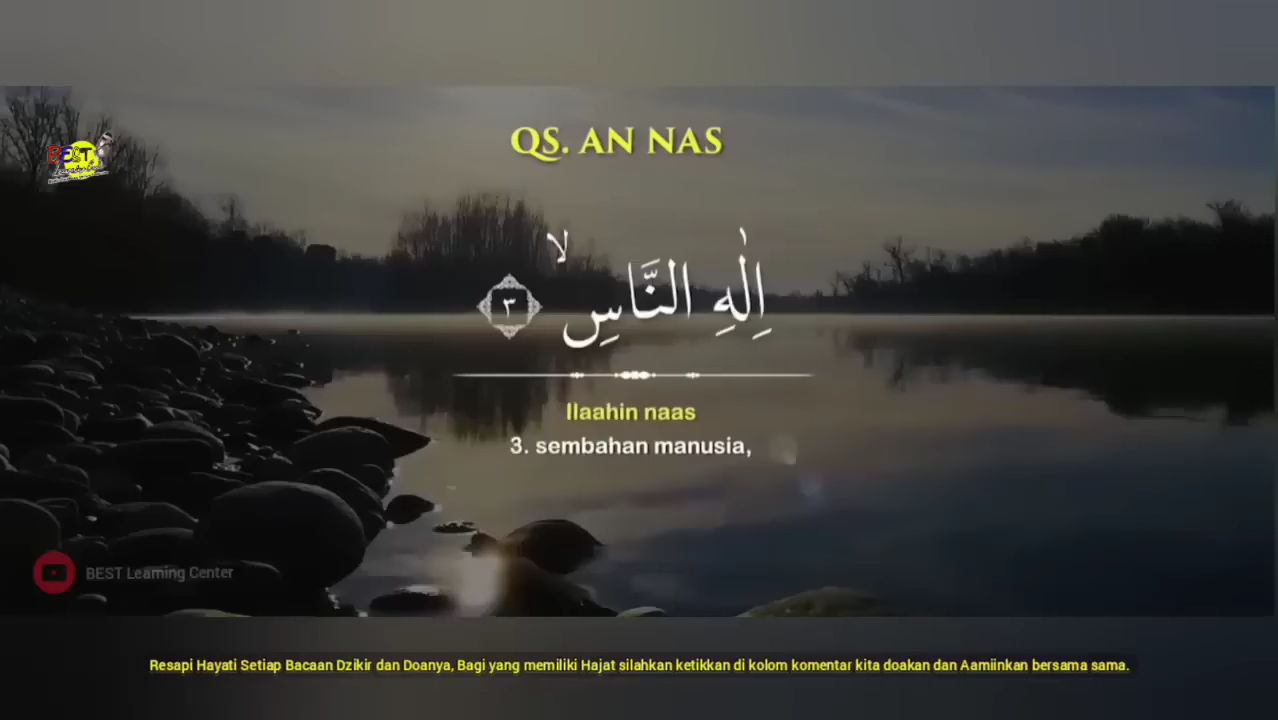 BEST
QS. AN NAS
اِلٰهِ النَّاسِۙ ٣
Ilaahin naas
3. sembahan manusia,
BEST Learning Center
Resapi Hayati Setiap Bacaan Dzikir dan Doanya, Bagi yang memiliki Hajat silahkan ketikkan di kolom komentar kita doakan dan Aamiinkan bersama sama.